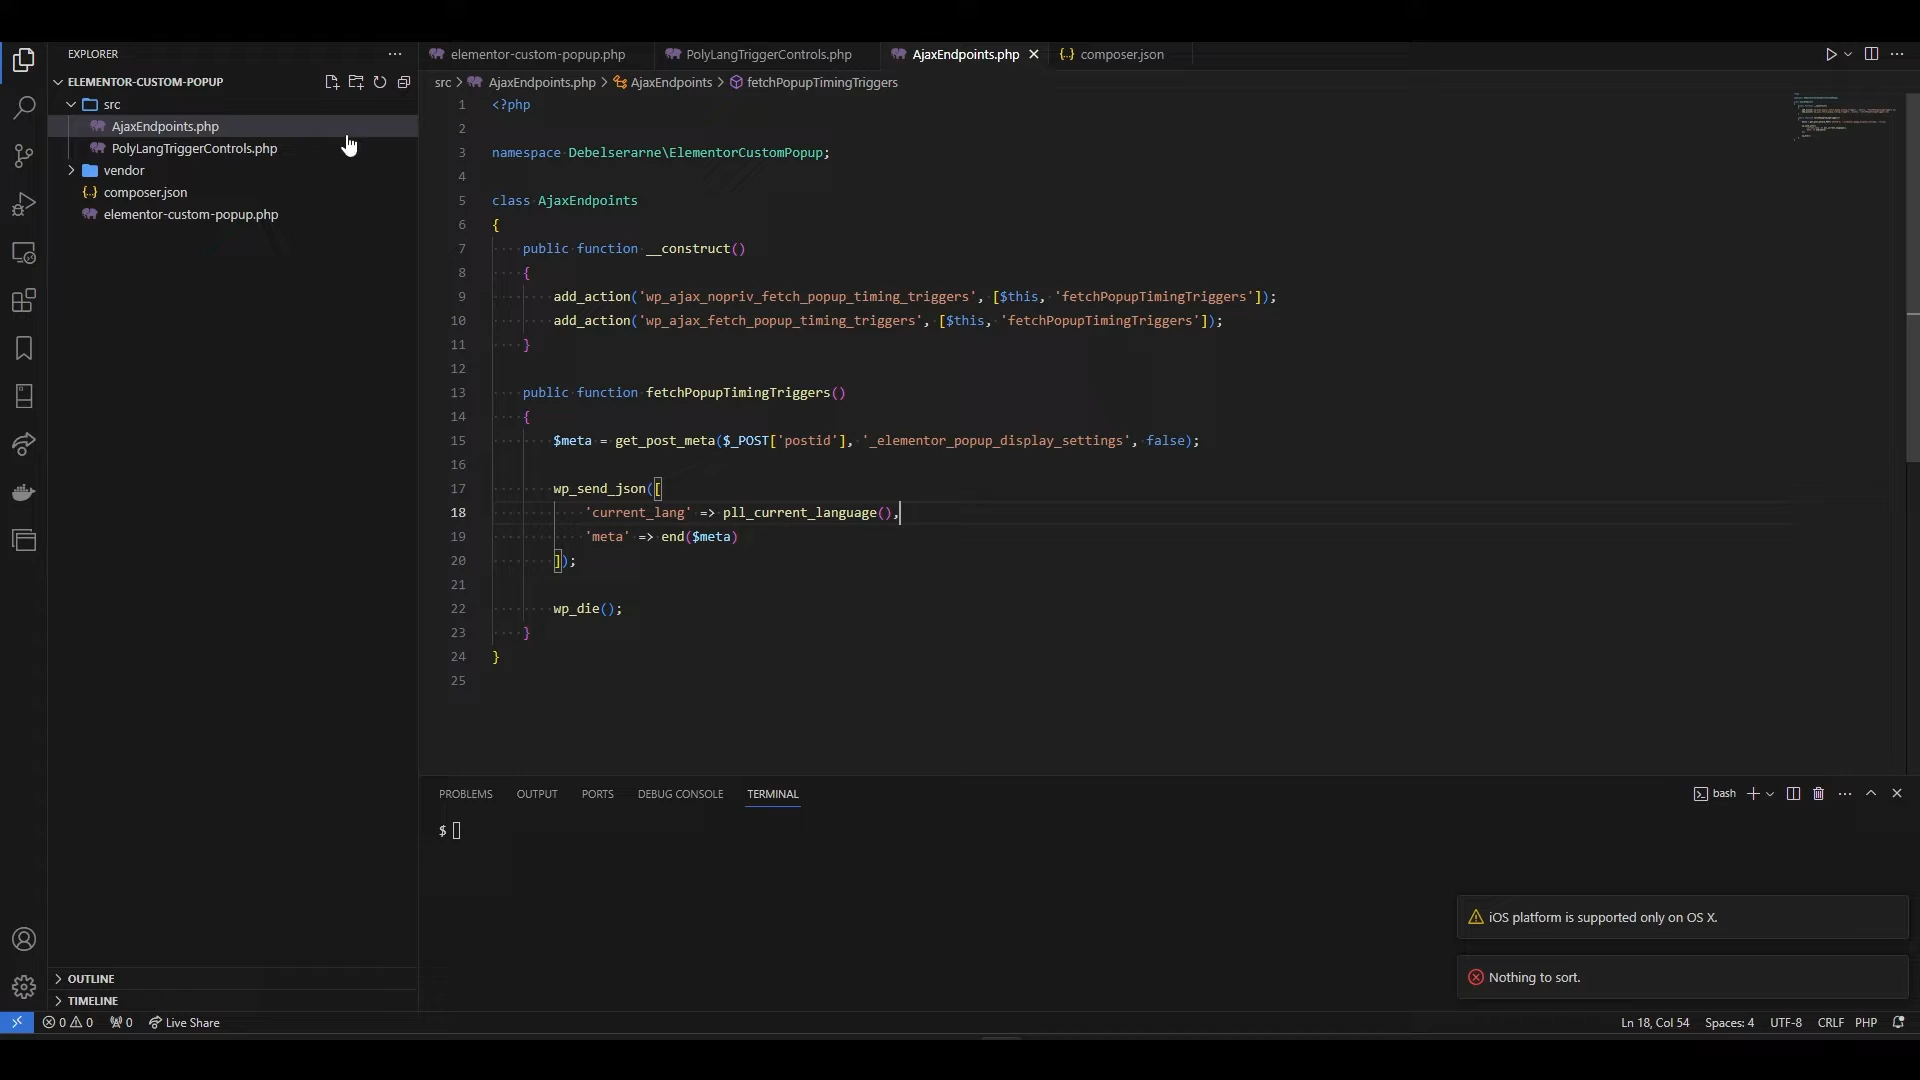 EXPLORER
ELEMENTOR-CUSTOM-POPUP
src
AjaxEndpoints.php
PolyLangTriggerControls.php
vendor
{..} composer.json
elementor-custom-popup.php
OUTLINE
TIMELINE
elementor-custom-popup.php
PolyLangTriggerControls.php
AjaxEndpoints.php
{..} composer.json
src > AjaxEndpoints.php > AjaxEndpoints > fetchPopupTimingTriggers
1 <?php
2
3 namespace Debelserarne\ElementorCustomPopup;
4
5 class AjaxEndpoints
6 {
7 public function __construct()
8 {
9 add_action('wp_ajax_nopriv_fetch_popup_timing_triggers', [$this, 'fetchPopupTimingTriggers']);
10 add_action('wp_ajax_fetch_popup_timing_triggers', [$this, 'fetchPopupTimingTriggers']);
11 }
12
13 public function fetchPopupTimingTriggers()
14 {
15 $meta = get_post_meta($_POST['postid'], '_elementor_popup_display_settings', false);
16
17 wp_send_json([
18 'current_lang' => pll_current_language(),
19 'meta' => end($meta)
20 ]);
21
22 wp_die();
23 }
24 }
25
PROBLEMS OUTPUT PORTS DEBUG CONSOLE TERMINAL
bash
$
iOS platform is supported only on OS X.
Nothing to sort.
0 0 0 Live Share
Ln 18, Col 54 Spaces: 4 UTF-8 CRLF PHP